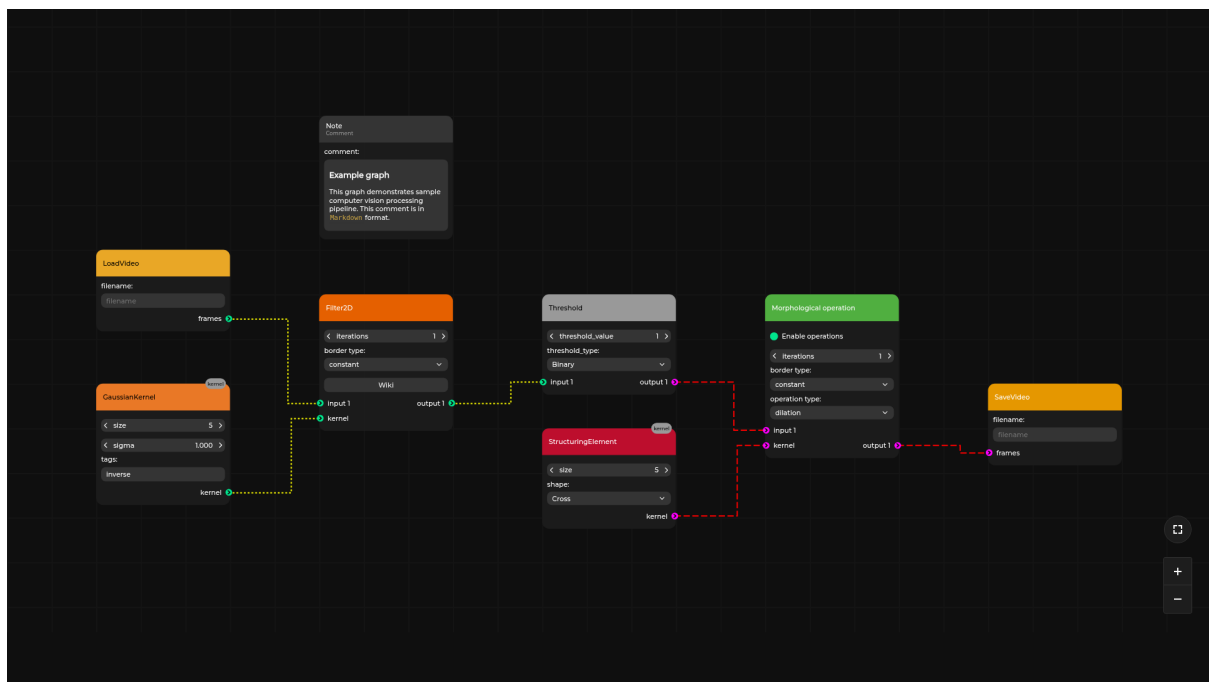 Note
Comment
comment:
Example graph
This graph demonstrates sample
computer vision processing
pipeline. This comment is in
Markdown format.
LoadVideo
filename:
filename
frames
kernel
GaussianKernel
size 5
sigma 1.000
tags:
inverse
kernel
Filter2D
iterations 1
border type:
constant
Wiki
input 1 output 1
kernel
Threshold
threshold_value 1
threshold_type:
Binary
input 1 output 1
kernel
StructuringElement
size 5
shape:
Cross
kernel
Morphological operation
Enable operations
iterations 1
border type:
constant
operation type:
dilation
input 1
kernel output 1
SaveVideo
filename:
filename
frames